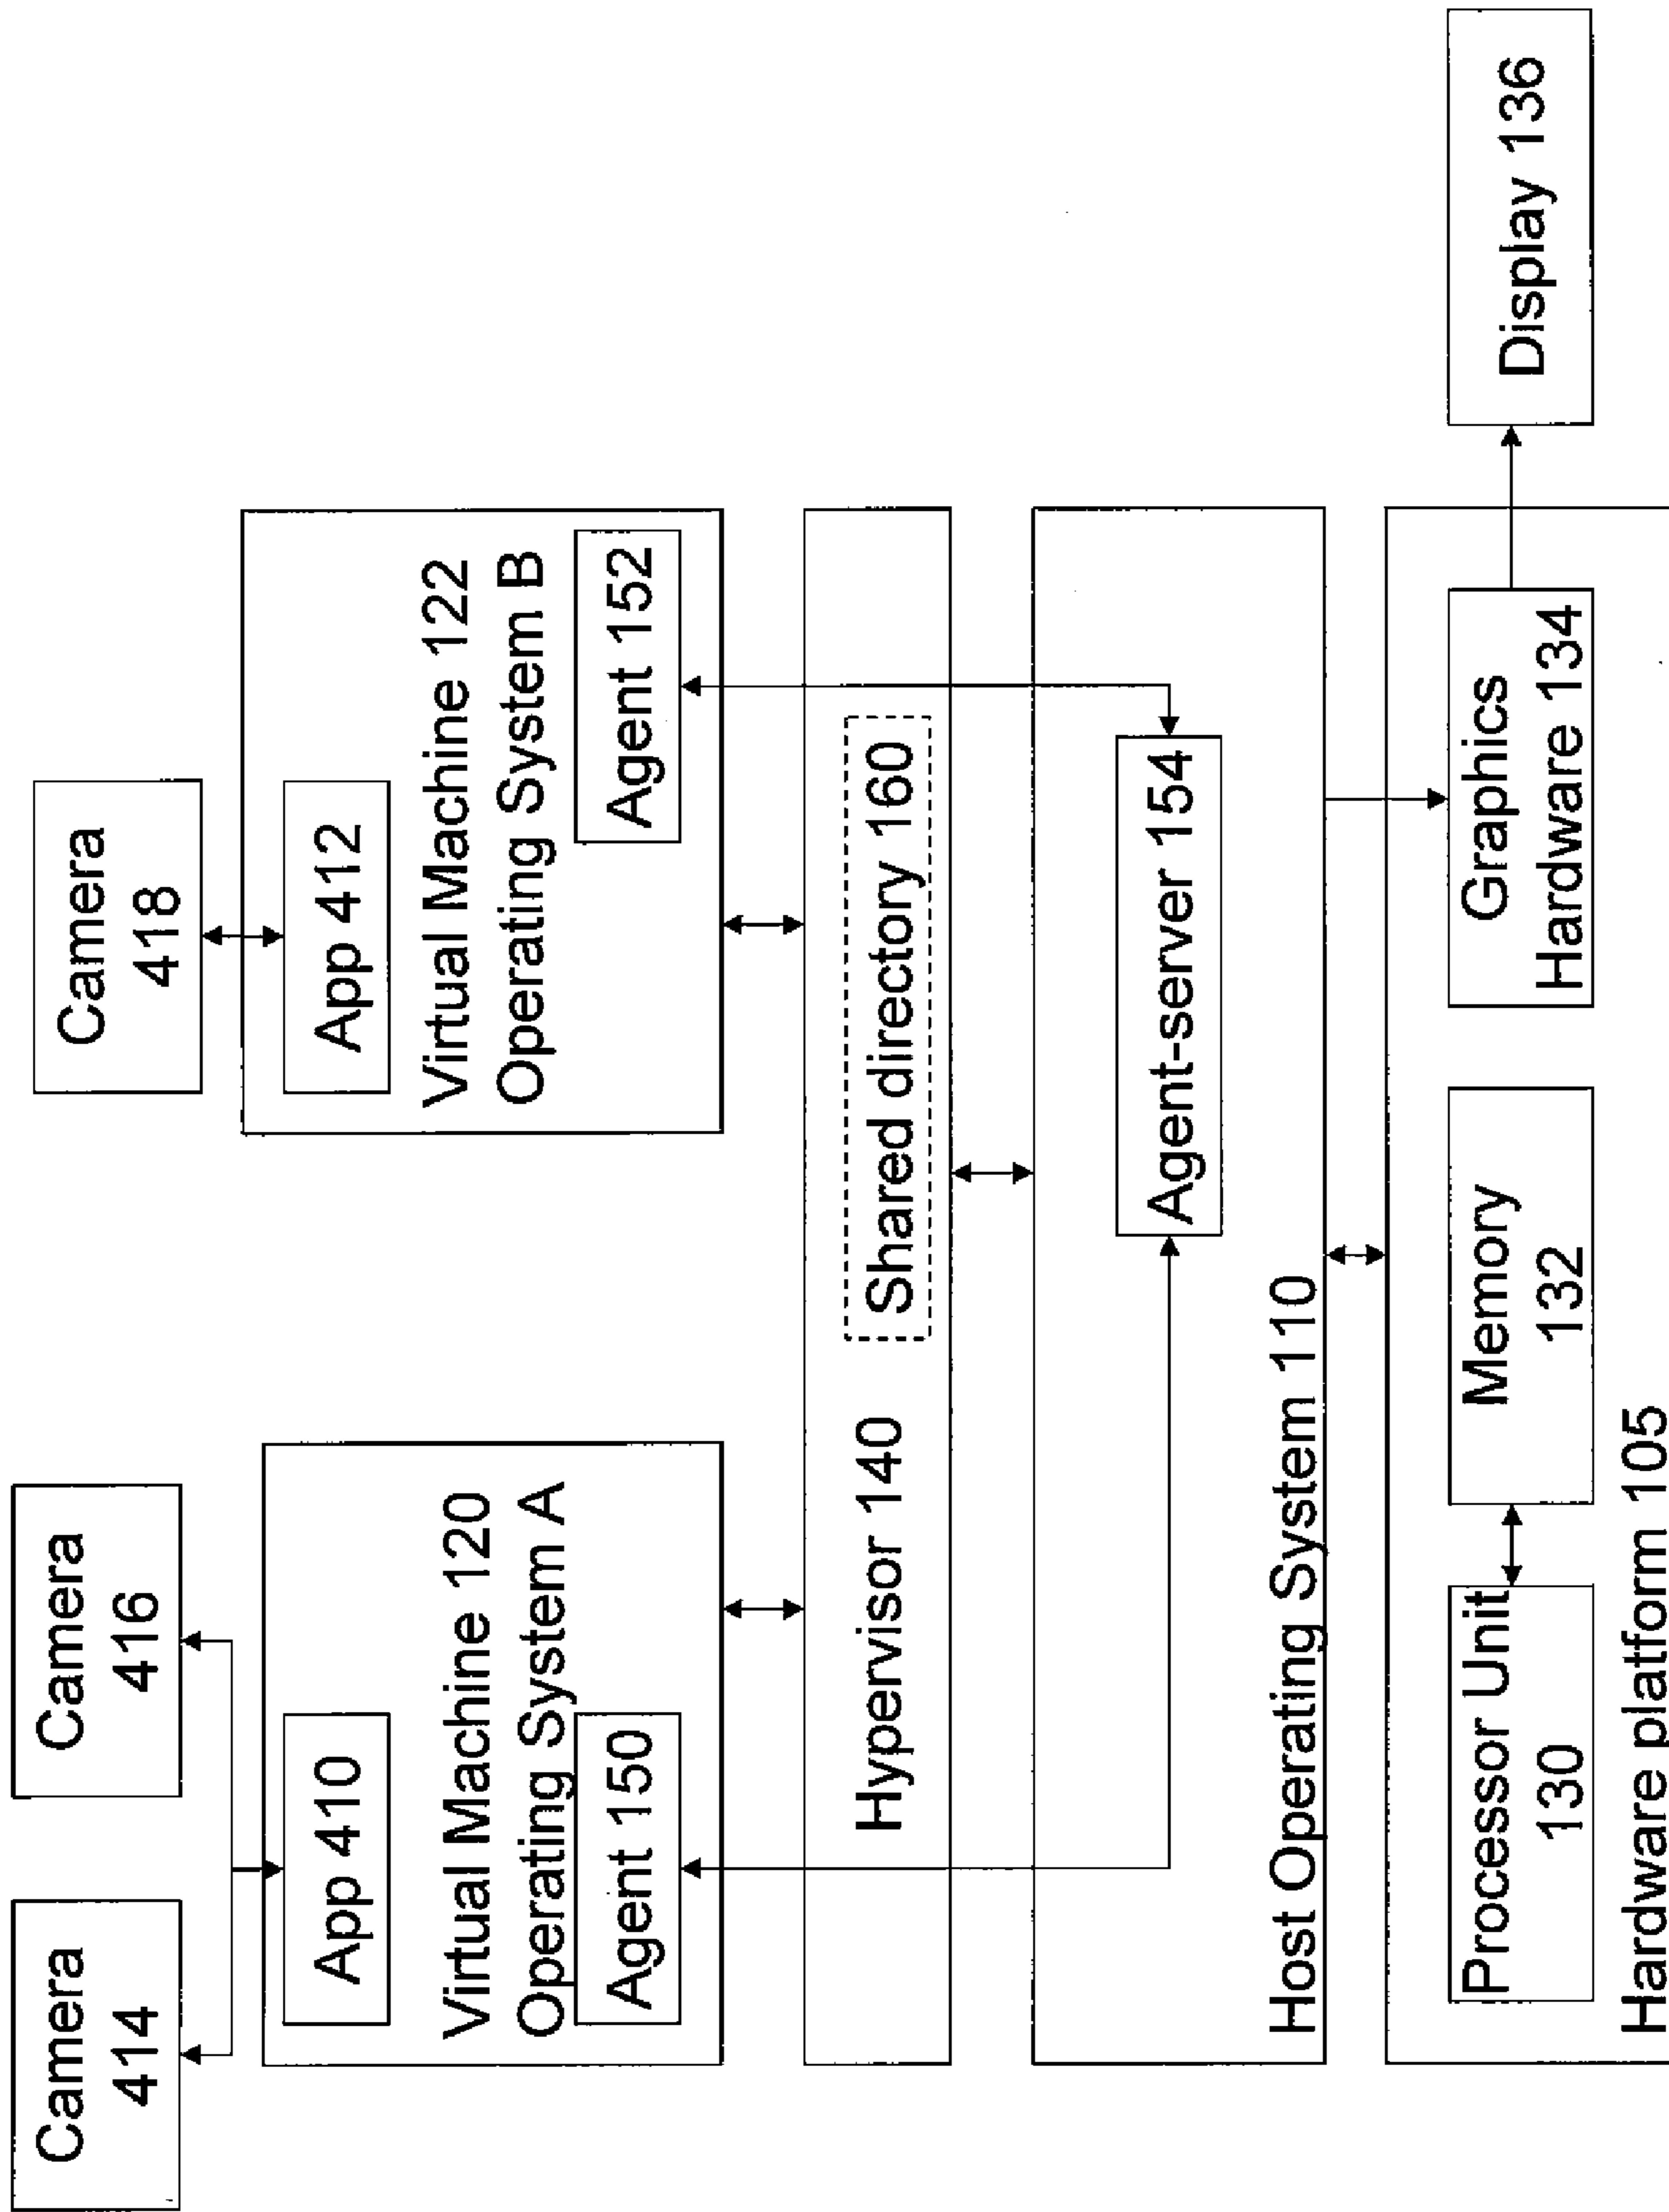 Camera
414
Camera
416
Camera
418
App 410
Virtual Machine 120
Operating System A
Agent 150
App 412
Virtual Machine 122
Operating System B
Agent 152
Hypervisor 140
Shared directory 160
Agent-server 154
Host Operating System 110
Processor Unit
130
Memory
132
Graphics
Hardware 134
Display 136
Hardware platform 105